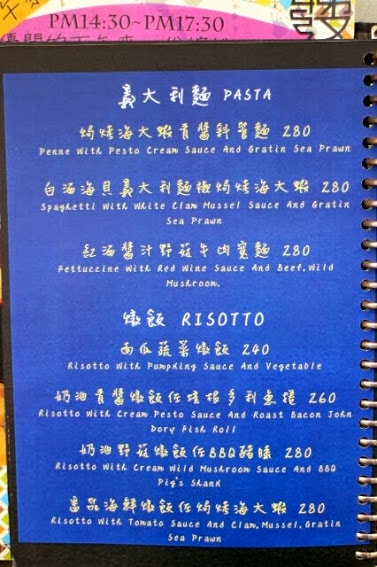 PM14:30~PM17:30
義大利麵 PASTA
焗烤海大蝦青醬斜管麵 280
Penne With Pesto Cream Sauce And Gratin Sea Prawn
白酒海貝義大利麵襯焗烤海大蝦 280
Spaghetti With White Clam Mussel Sauce And Gratin
Sea Prawn
紅酒醬汁野菇牛肉寬麵 280
Fettuccine With Red Wine Sauce And Beef,Wild
Mushroom.
燉飯 RISOTTO
南瓜蔬菜燉飯 240
Risotto With Pumpking Sauce And Vegetable
奶油青醬燉飯佐培根多利魚捲 260
Risotto With Cream Pesto Sauce And Roast Bacon John
Dory Fish Roll
奶油野菇燉飯佐BBQ豬膝 280
Risotto With Cream Wild Mushroom Sauce And BBQ
Pig's Shank
番茄海鮮燉飯佐焗烤海大蝦 280
Risotto With Tomato Sauce And Clam,Mussel,Gratin
Sea Prawn